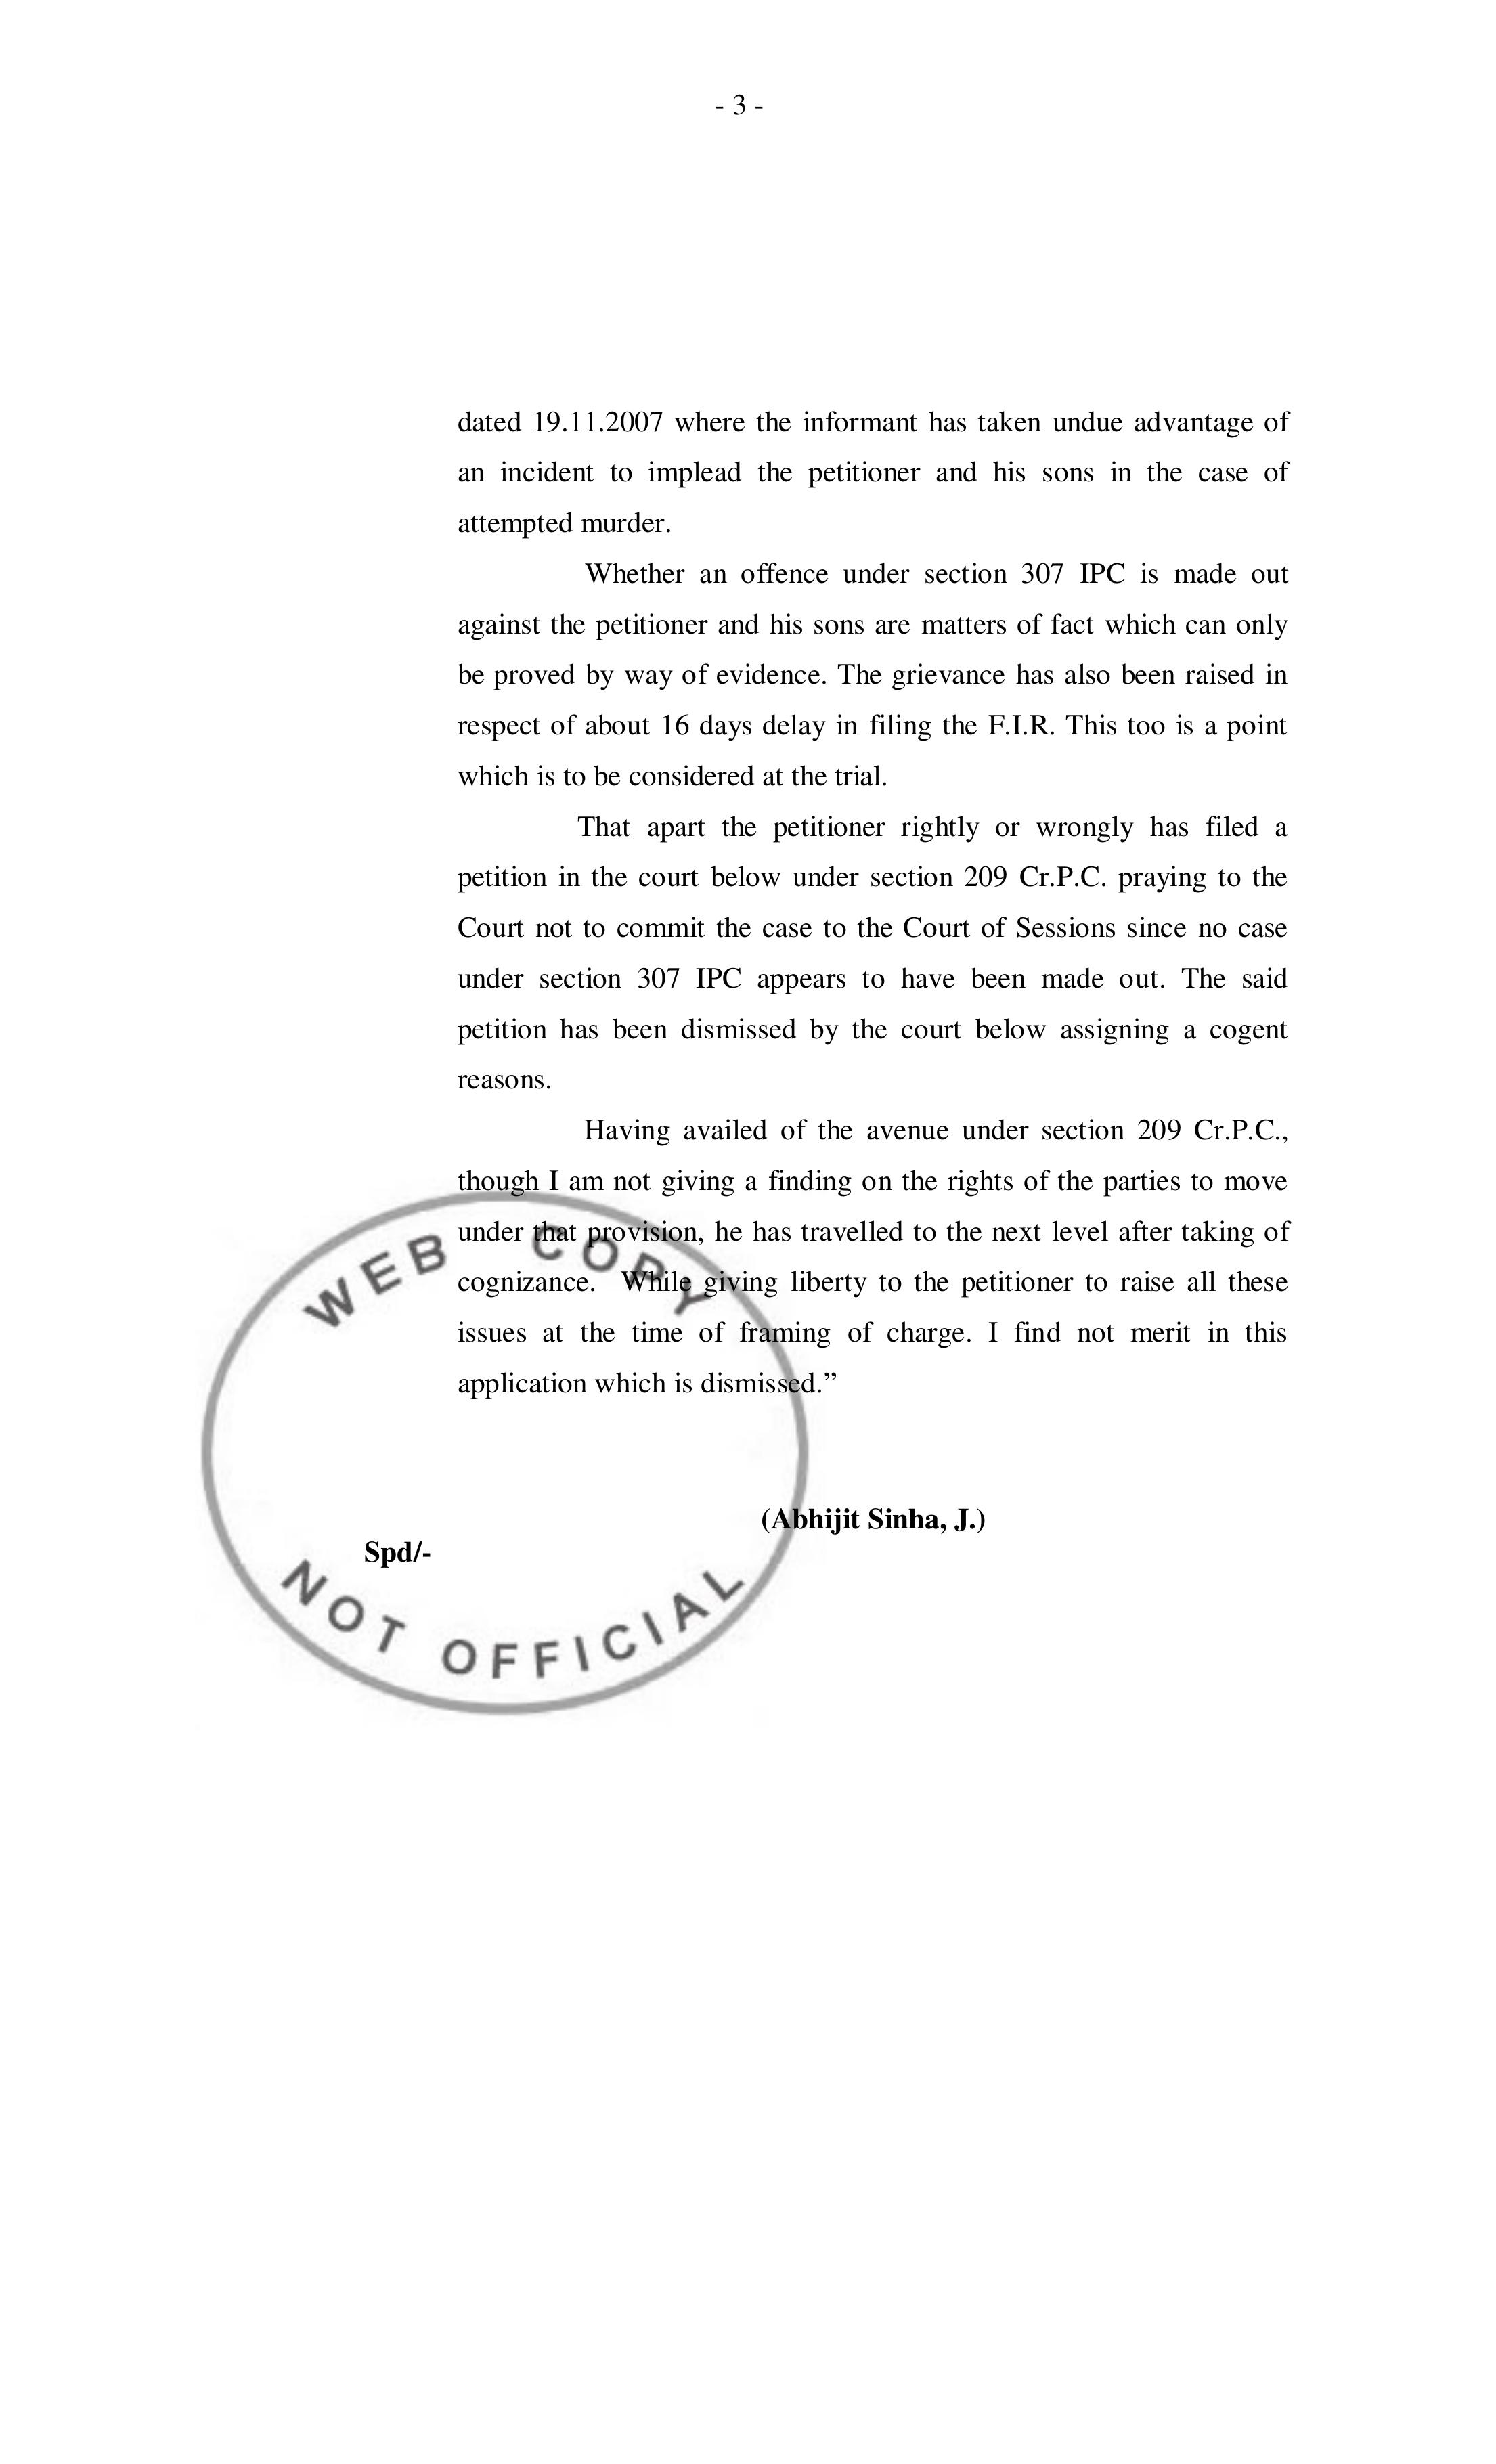 - 3 -
dated 19.11.2007 where the informant has taken undue advantage of
an incident to implead the petitioner and his sons in the case of
attempted murder.
Whether an offence under section 307 IPC is made out
against the petitioner and his sons are matters of fact which can only
be proved by way of evidence. The grievance has also been raised in
respect of about 16 days delay in filing the F.I.R. This too is a point
which is to be considered at the trial.
That apart the petitioner rightly or wrongly has filed a
petition in the court below under section 209 Cr.P.C. praying to the
Court not to commit the case to the Court of Sessions since no case
under section 307 IPC appears to have been made out. The said
petition has been dismissed by the court below assigning a cogent
reasons.
Having availed of the avenue under section 209 Cr.P.C.,
though I am not giving a finding on the rights of the parties to move
under that provision, he has travelled to the next level after taking of
cognizance. While giving liberty to the petitioner to raise all these
issues at the time of framing of charge. I find not merit in this
application which is dismissed.”
(Abhijit Sinha, J.)
Spd/-
WEB COPY
NOT OFFICIAL